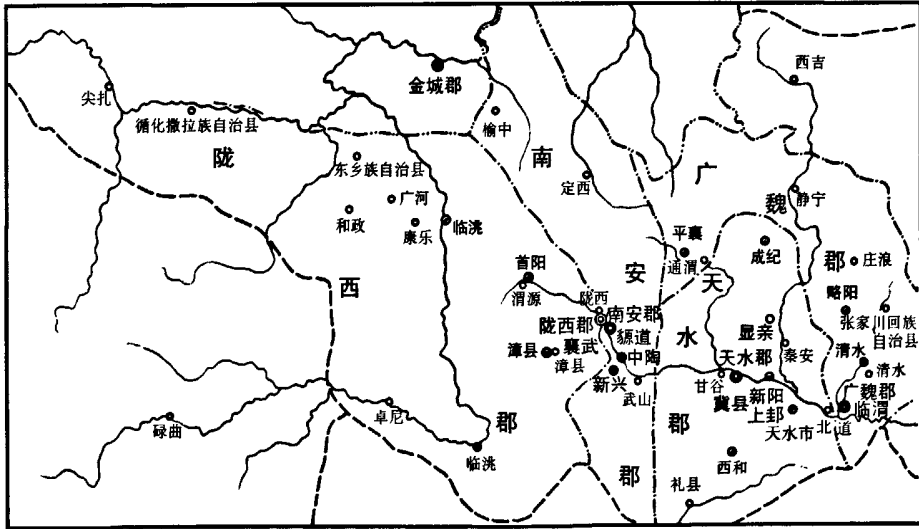 西吉
金城郡
尖扎
榆中
循化撒拉族自治县
陇
南
广
东乡族自治县
定西
魏
静宁
广河
和政
康乐
临洮
平襄
成纪
郡
庄浪
首阳
安
通渭
天
西
渭源
陇西
略阳
南安郡
陇西郡
豲道
水
显亲
张家川回族
自治县
漳县
襄武
漳县
中陶
天水郡
秦安
清水
清水
新兴
武山
甘谷
冀县
新阳
广魏郡
上邽
临渭
卓尼
碌曲
郡
郡
天水市
北道
临洮
郡
西和
礼县